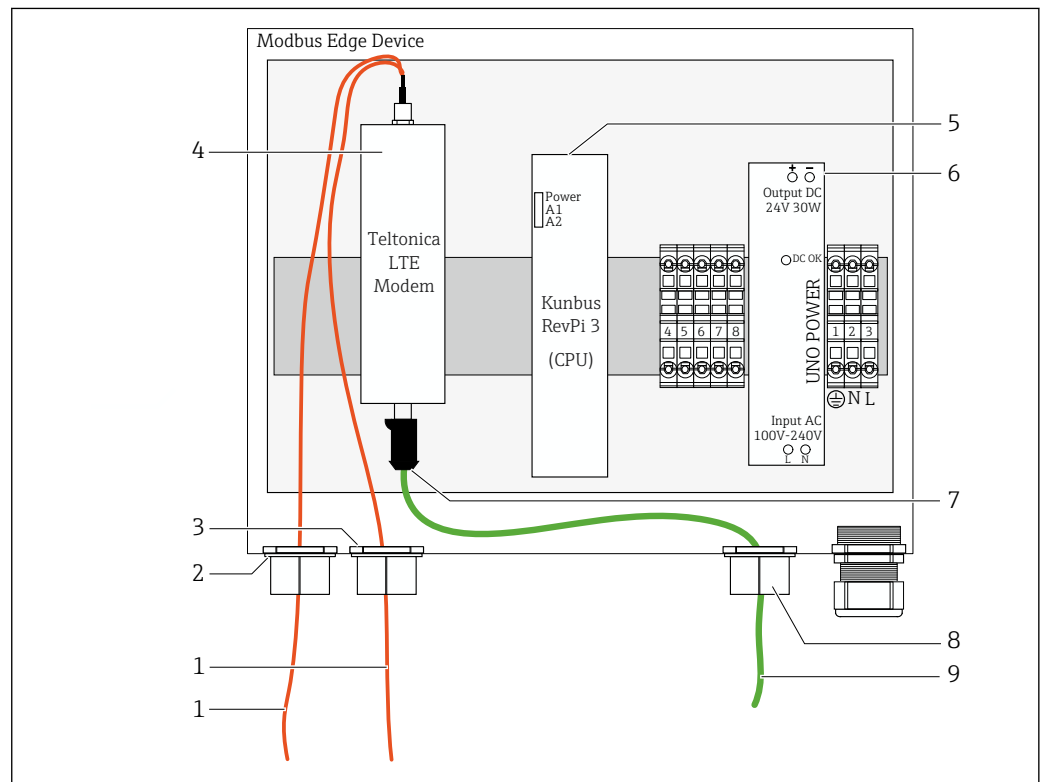 Modbus Edge Device
4
5
6
+ −
Output DC
24V 30W
Power
A1
A2
Teltonica
LTE
Modem
DC OK
Kunbus
RevPi 3
(CPU)
4 5 6 7 8
UNO POWER
1 2 3
N L
Input AC
100V-240V
L N
7
3
2
8
1
9
1